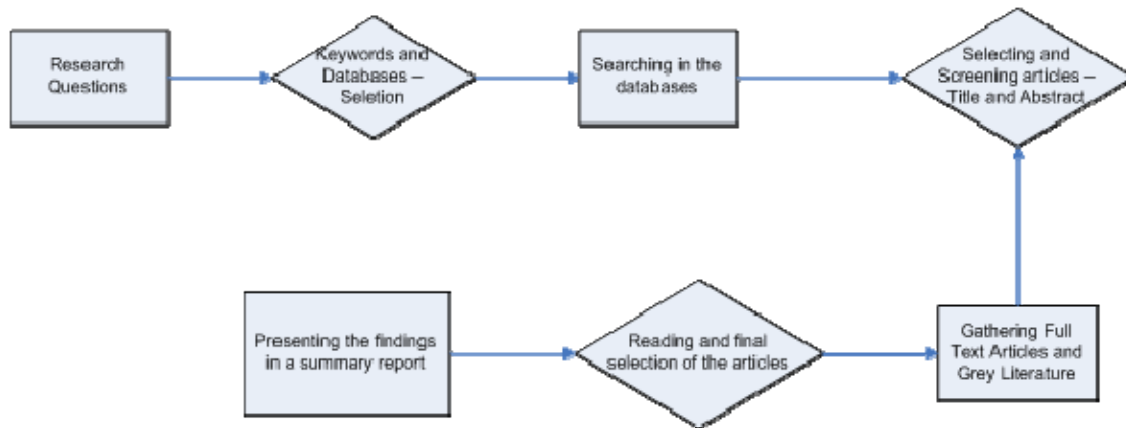 Research
Questions
Keywords and
Databases –
Seletion
Searching in the
databases
Selecting and
Screening articles –
Title and Abstract
Presenting the findings
in a summary report
Reading and final
selection of the articles
Gathering Full
Text Articles and
Grey Literature